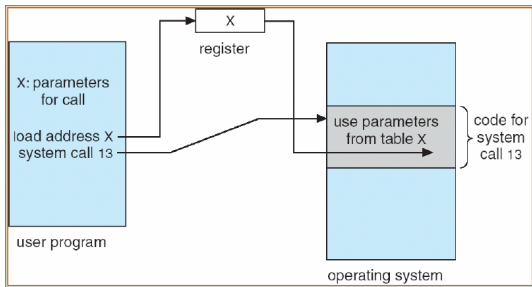 X
register
X: parameters
for call
load address X
system call 13
user program
use parameters
from table X
code for
system
call 13
operating system